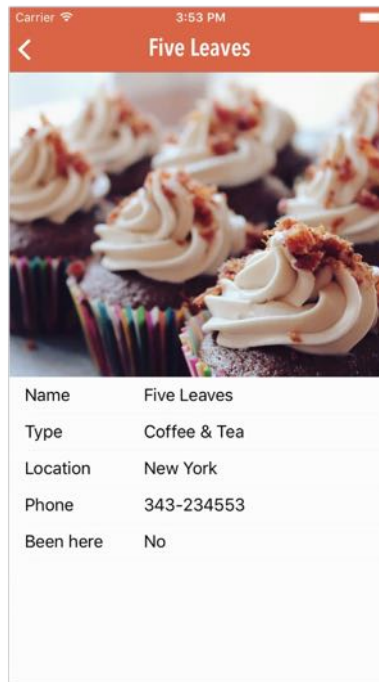 Carrier 3:53 PM
Five Leaves
Name Five Leaves
Type Coffee & Tea
Location New York
Phone 343-234553
Been here No